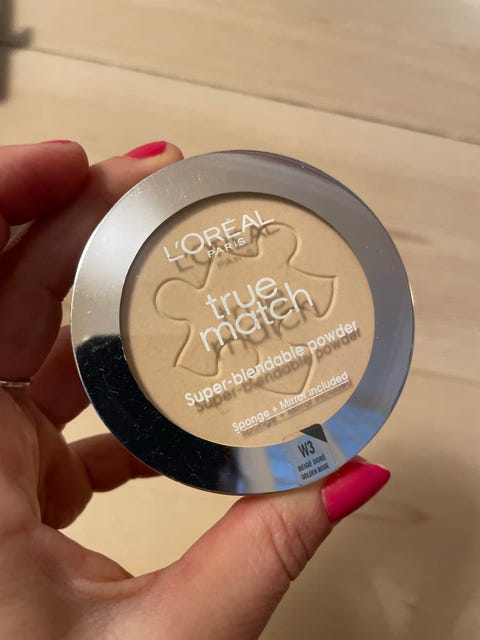 L'ORÉAL
PARIS
true
match
Super-blendable powder
Sponge + Mirror included
W3
BEIGE DORÉ
GOLDEN BEIGE